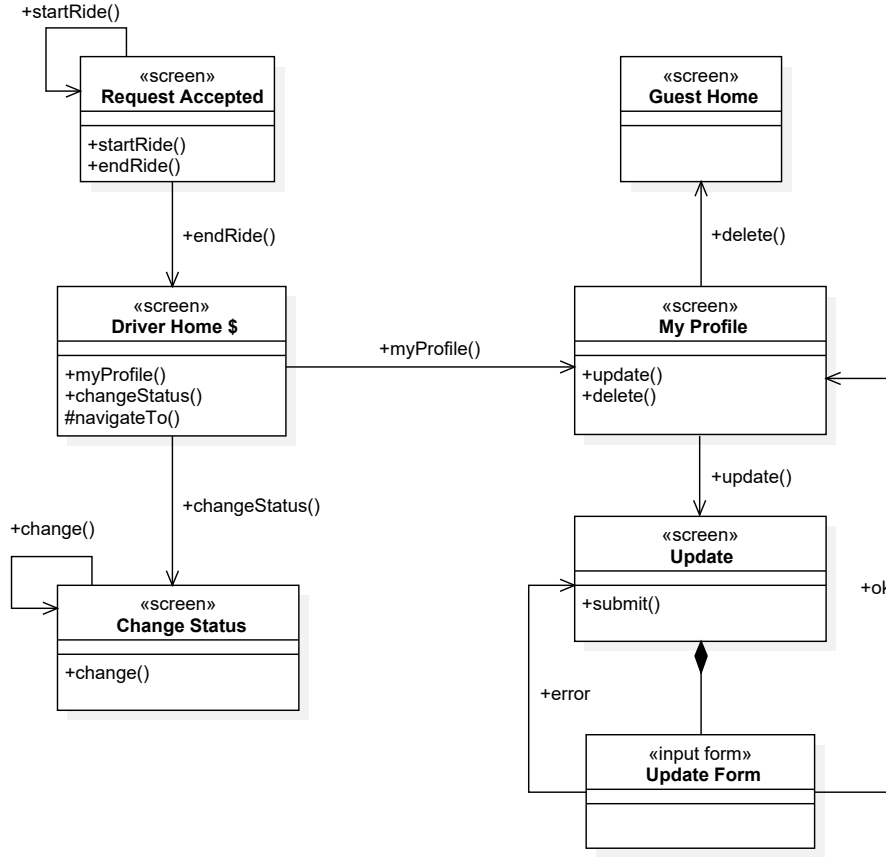 +startRide()
«screen»
Request Accepted
+startRide()
+endRide()
«screen»
Guest Home
+endRide()
+delete()
«screen»
Driver Home $
+myProfile()
+changeStatus()
#navigateTo()
+myProfile()
«screen»
My Profile
+update()
+delete()
+changeStatus()
+update()
+change()
«screen»
Change Status
+change()
«screen»
Update
+submit()
+ok
+error
«input form»
Update Form